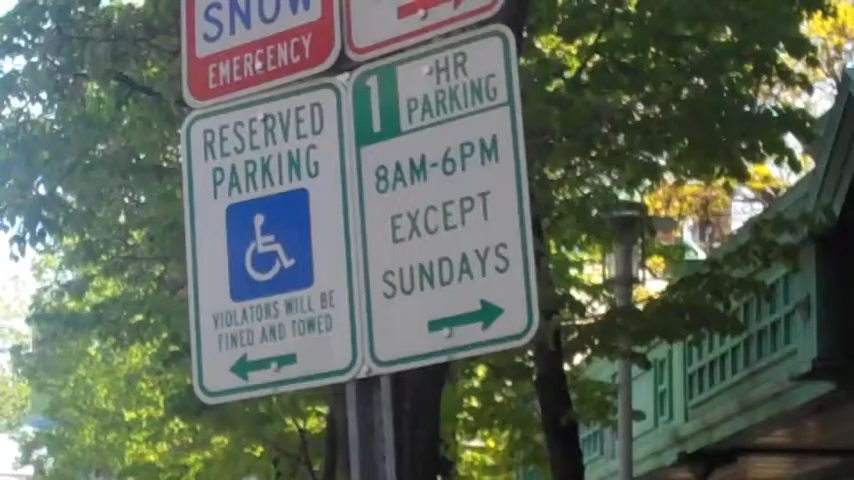 SNOW
EMERGENCY
RESERVED
PARKING
VIOLATORS WILL BE
FINED AND TOWED
1 HR
PARKING
8AM-6PM
EXCEPT
SUNDAYS